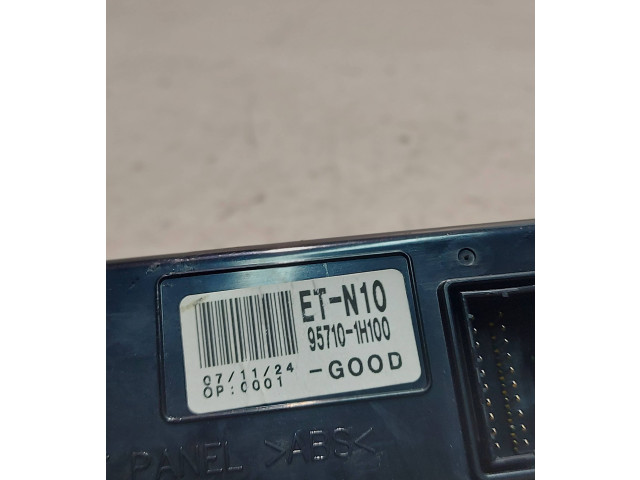 ET-N10
95710-1H100
07/11/24
OP:0001
-GOOD
PANEL >ABS<